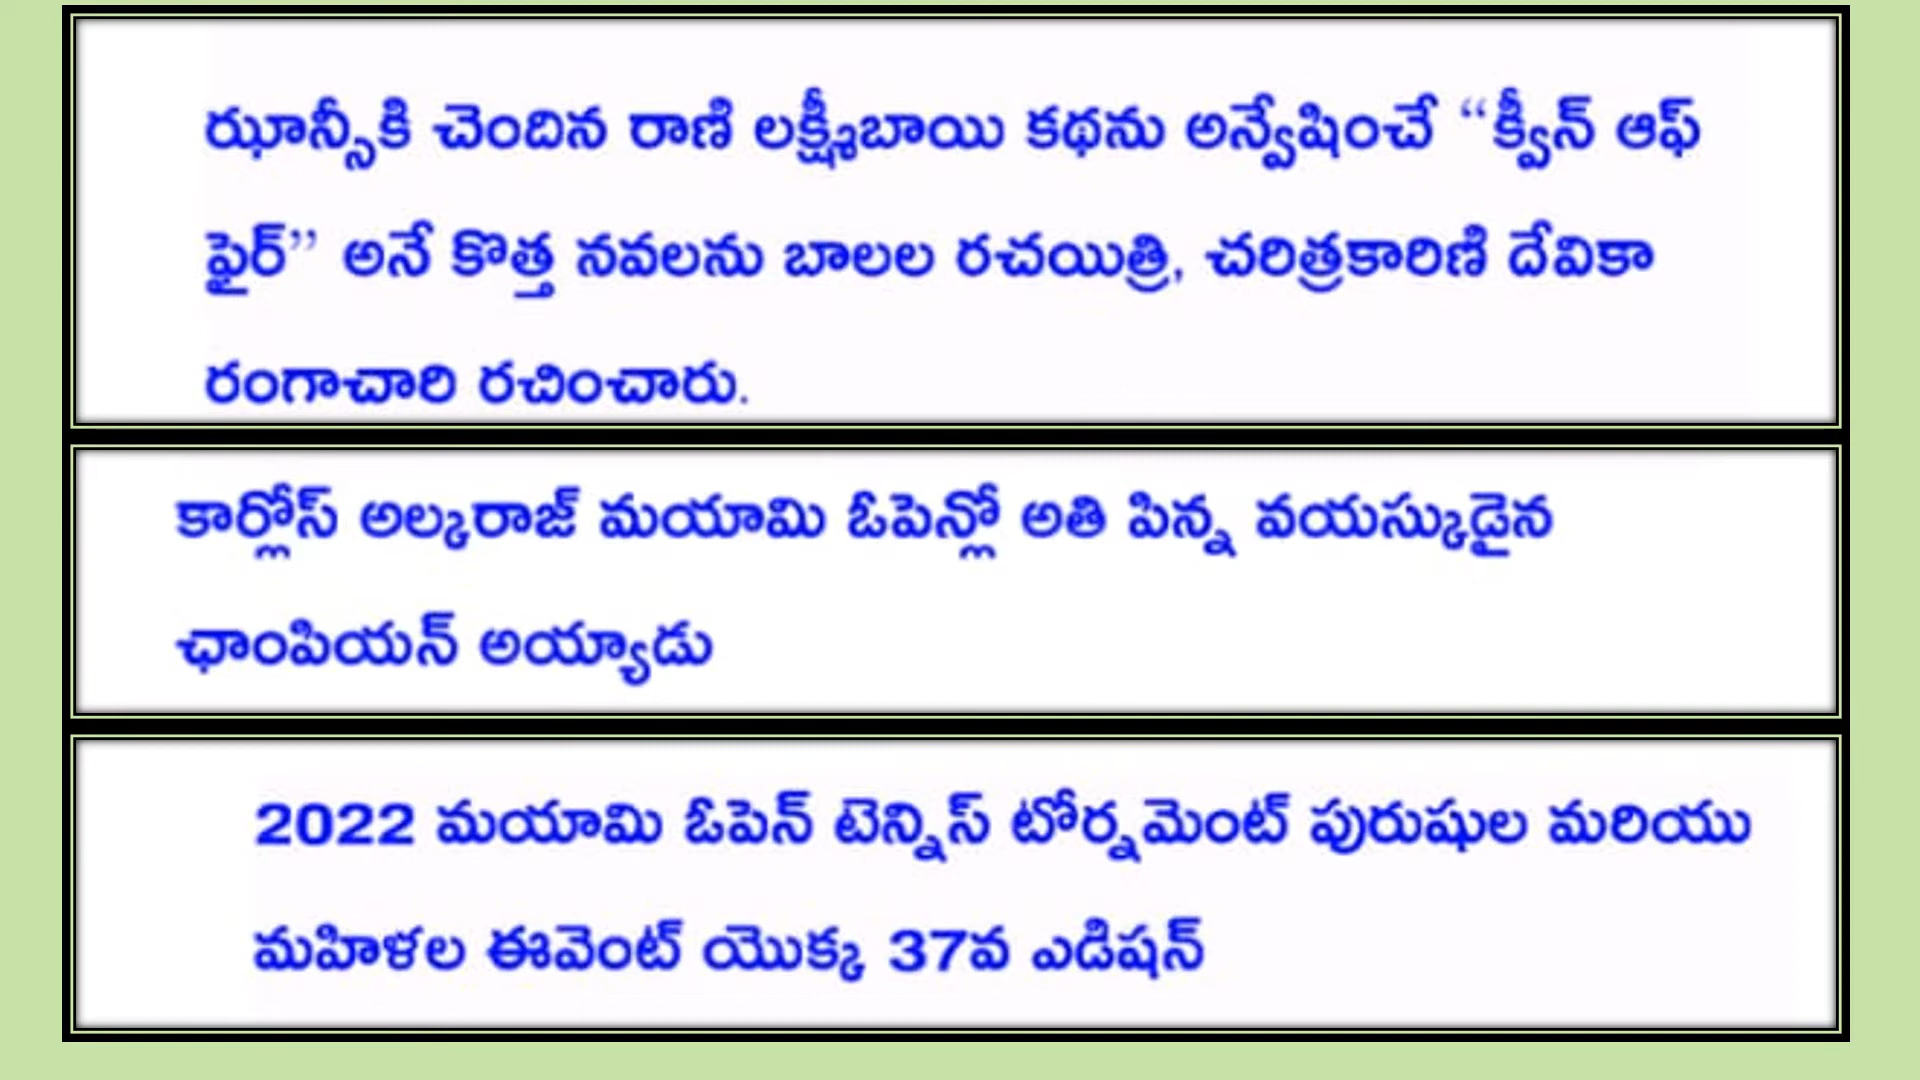 ఝాన్సీకి చెందిన రాణి లక్ష్మీబాయి కథను అన్వేషించే “క్వీన్ ఆఫ్
ఫైర్” అనే కొత్త నవలను బాలల రచయిత్రి, చరిత్రకారిణి దేవికా
రంగాచారి రచించారు.
కార్లోస్ అల్కరాజ్ మయామి ఓపెన్లో అతి పిన్న వయస్కుడైన
ఛాంపియన్ అయ్యాడు
2022 మయామి ఓపెన్ టెన్నిస్ టోర్నమెంట్ పురుషుల మరియు
మహిళల ఈవెంట్ యొక్క 37వ ఎడిషన్